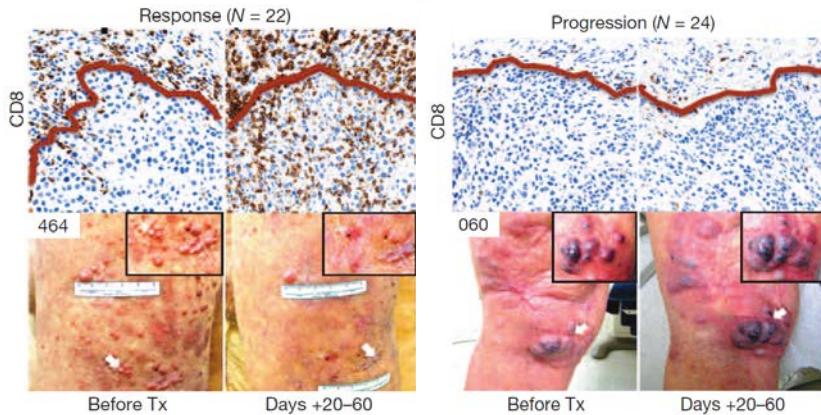 Response (N = 22)
Progression (N = 24)
CD8
CD8
464
060
Before Tx
Days +20–60
Before Tx
Days +20–60